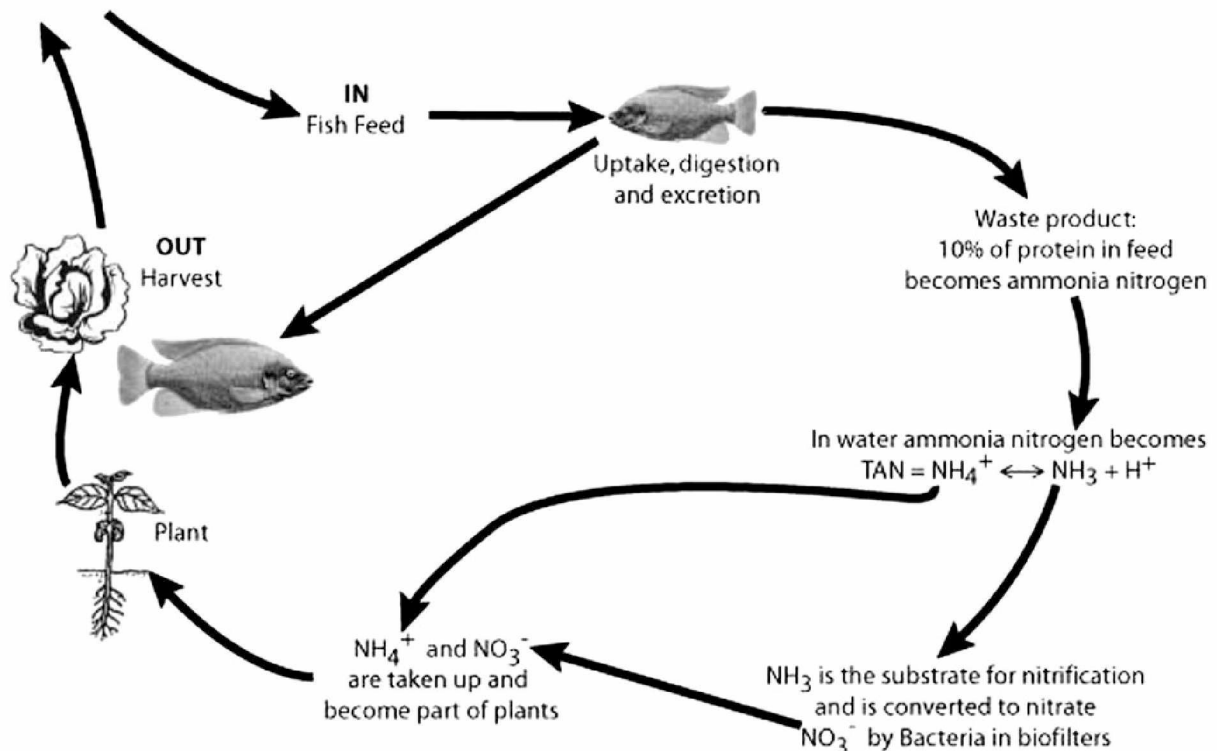 IN
Fish Feed
Uptake, digestion
and excretion
Waste product:
10% of protein in feed
becomes ammonia nitrogen
OUT
Harvest
In water ammonia nitrogen becomes
TAN = NH₄⁺ ↔ NH₃ + H⁺
Plant
NH₄⁺ and NO₃⁻
are taken up and
become part of plants
NH₃ is the substrate for nitrification
and is converted to nitrate
NO₃⁻ by Bacteria in biofilters